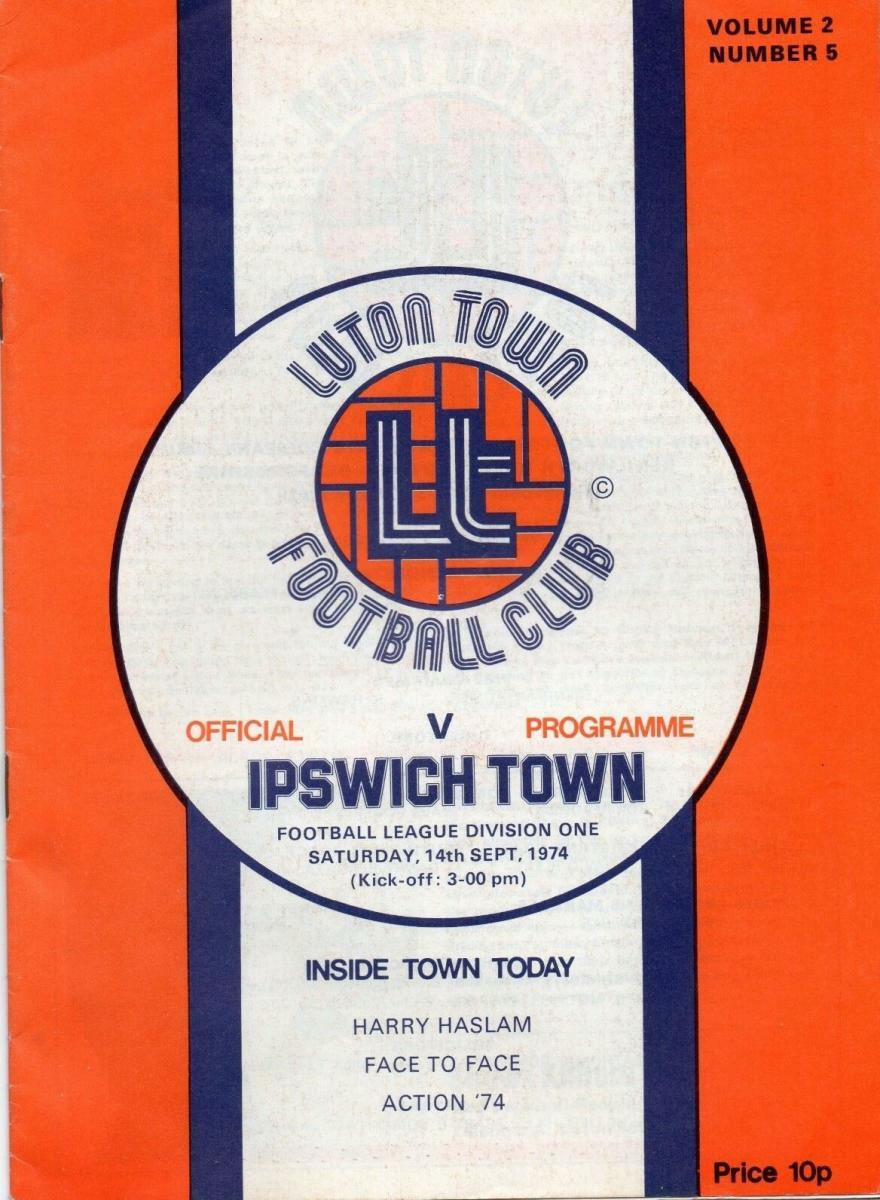 VOLUME 2
NUMBER 5
LUTON TOWN
Lt
©
FOOTBALL CLUB
OFFICIAL V PROGRAMME
IPSWICH TOWN
FOOTBALL LEAGUE DIVISION ONE
SATURDAY, 14th SEPT, 1974
(Kick-off: 3-00 pm)
INSIDE TOWN TODAY
HARRY HASLAM
FACE TO FACE
ACTION '74
Price 10p